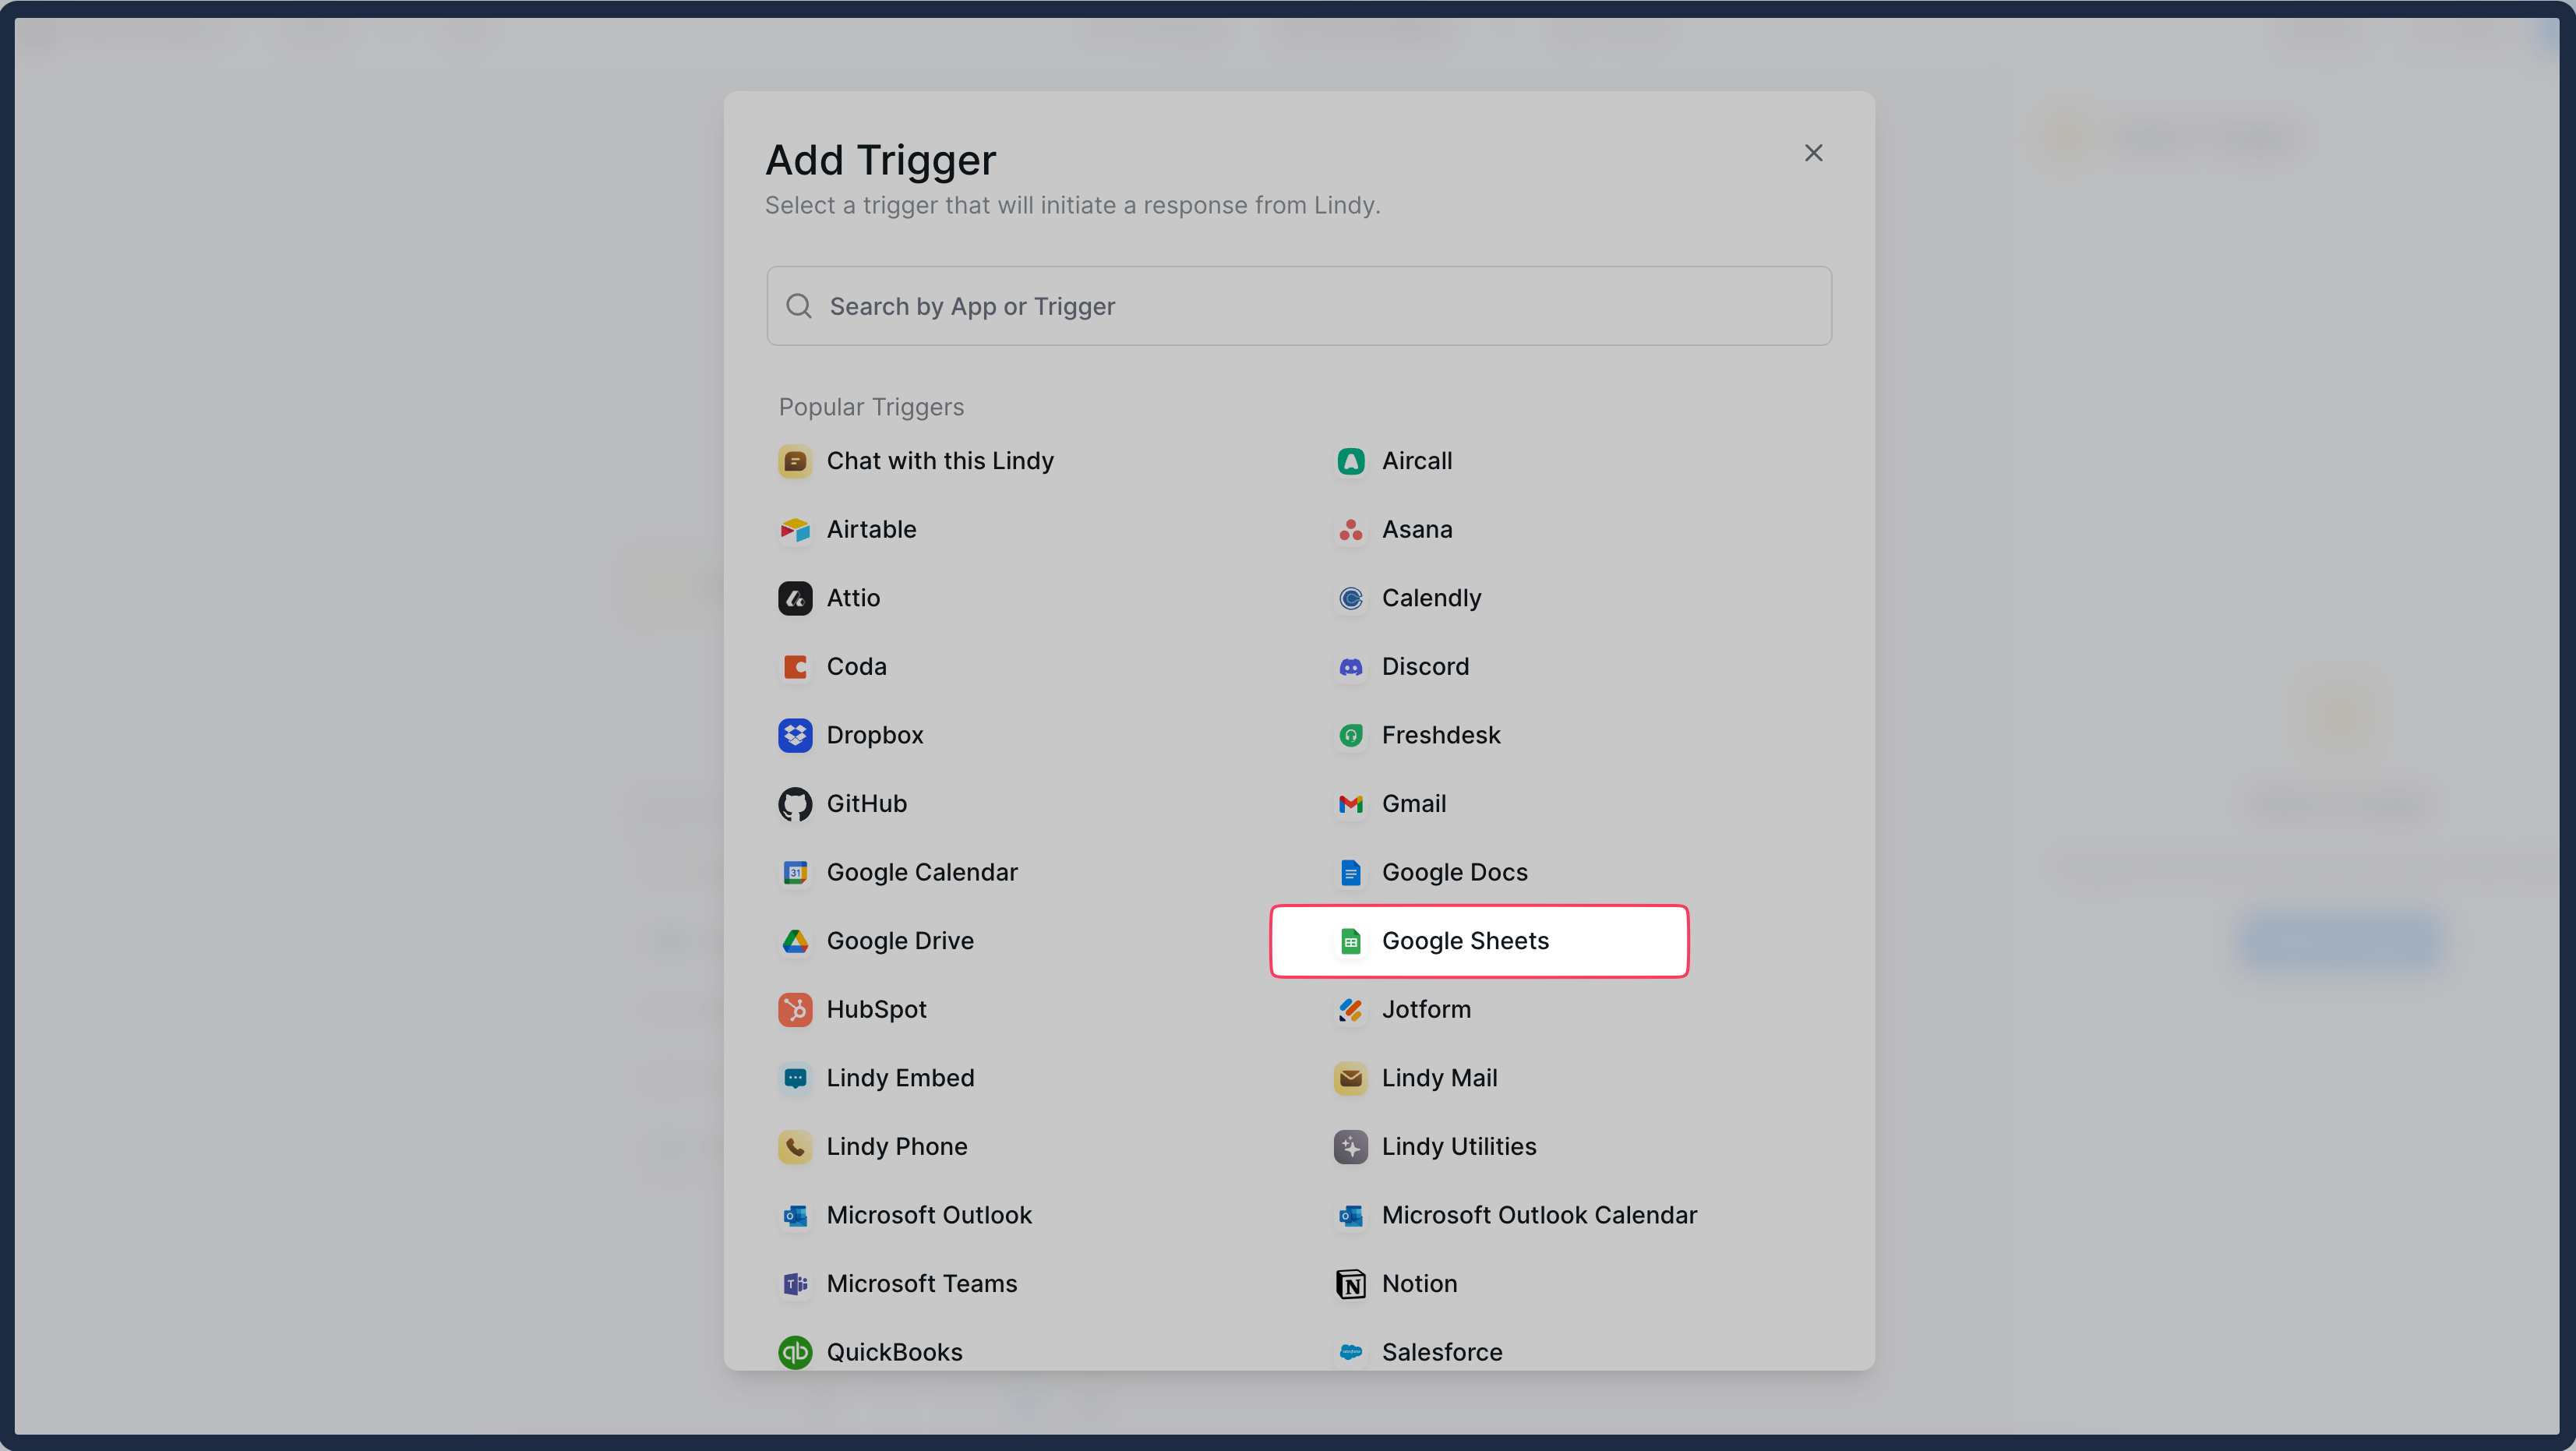 Add Trigger
Select a trigger that will initiate a response from Lindy.
Search by App or Trigger
Popular Triggers
Chat with this Lindy
Aircall
Airtable
Asana
Attio
Calendly
Coda
Discord
Dropbox
Freshdesk
GitHub
Gmail
31
Google Calendar
Google Docs
Google Drive
Google Sheets
HubSpot
Jotform
Lindy Embed
Lindy Mail
Lindy Phone
Lindy Utilities
Microsoft Outlook
Microsoft Outlook Calendar
Microsoft Teams
Notion
QuickBooks
Salesforce